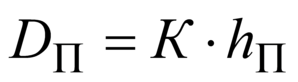 D_П = К · h_П